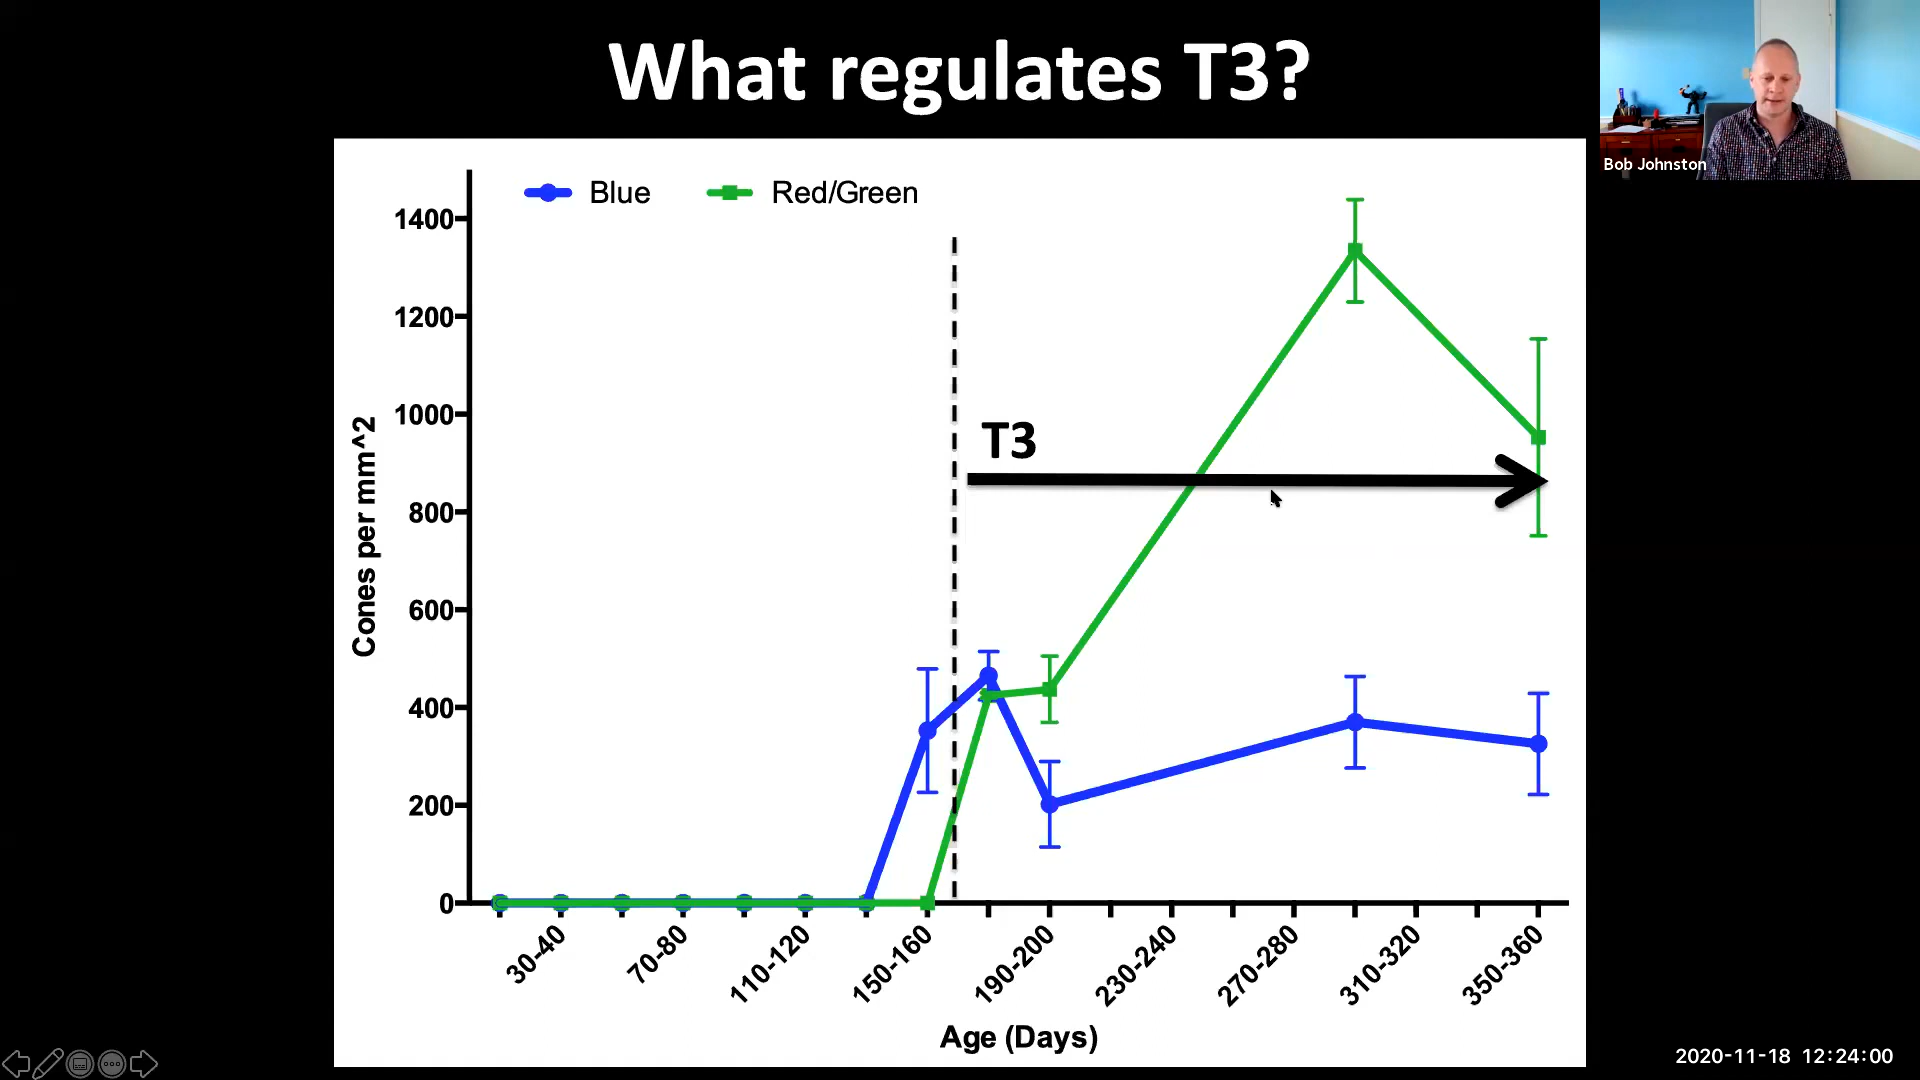 What regulates T3?
Bob Johnston
Blue
Red/Green
1400
1200
1000
800
600
400
200
0
Cones per mm^2
T3
30-40
70-80
110-120
150-160
190-200
230-240
270-280
310-320
350-360
Age (Days)
2020-11-18 12:24:00